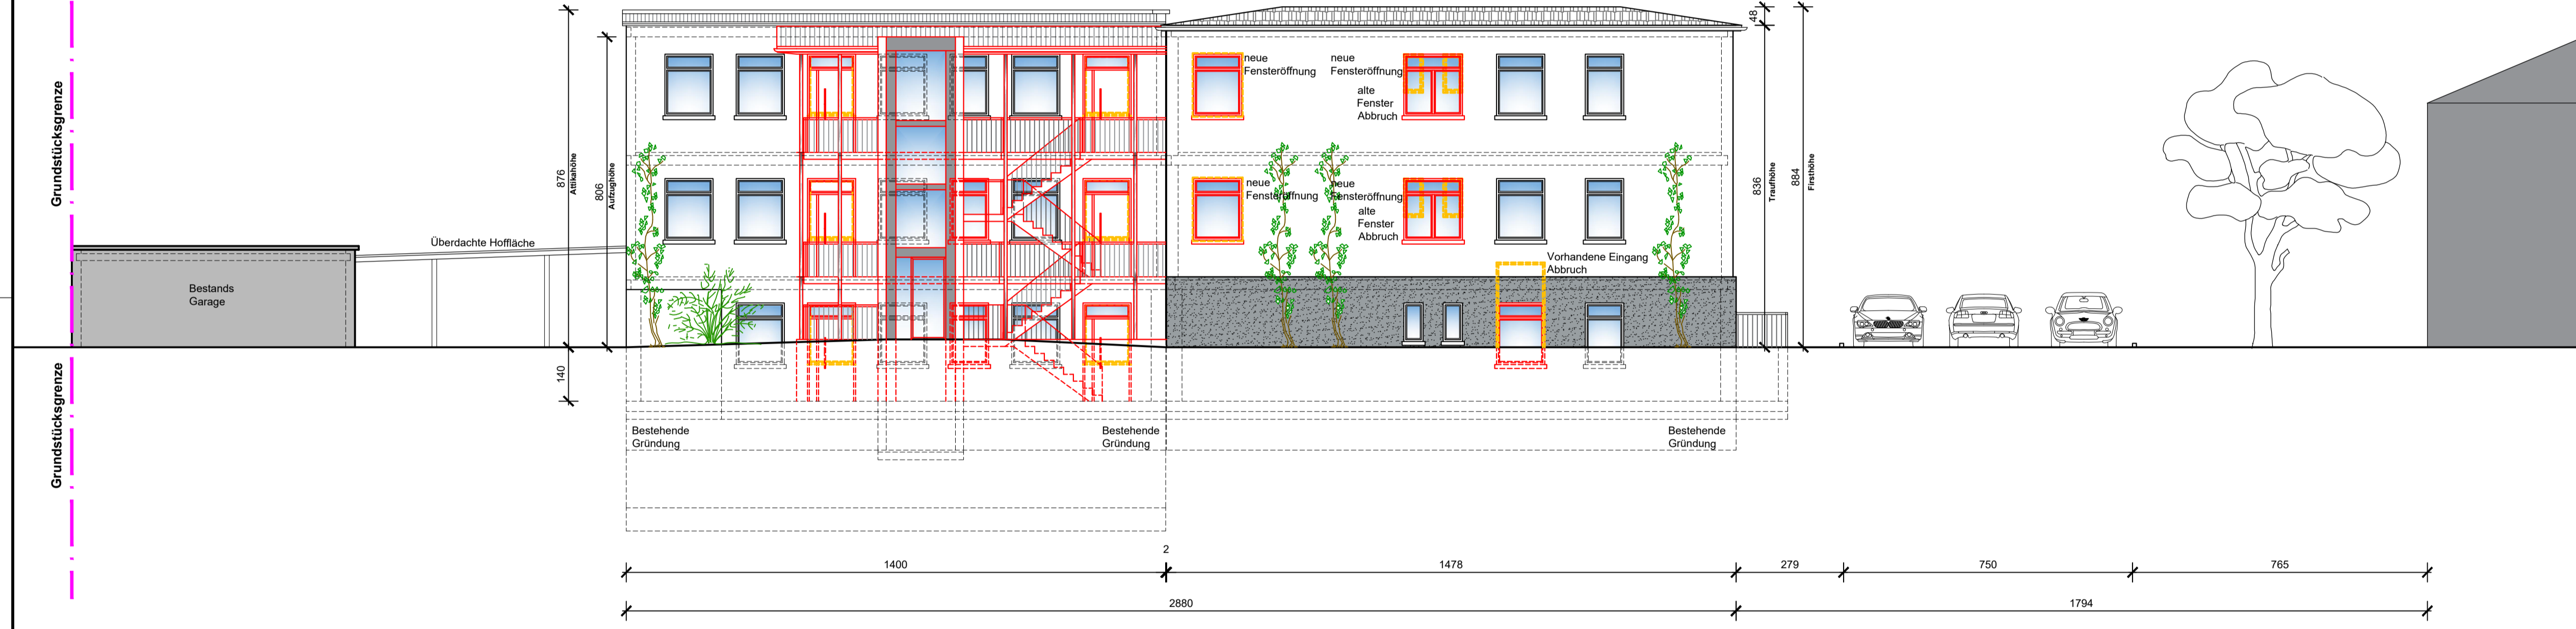 Grundstücksgrenze
Grundstücksgrenze
Bestands
Garage
Überdachte Hoffläche
876
Attikahöhe
806
Aufzughöhe
140
neue
Fensteröffnung
neue
Fensteröffnung
alte
Fenster
Abbruch
neue
Fensteröffnung
neue
Fensteröffnung
alte
Fenster
Abbruch
Vorhandene Eingang
Abbruch
48
836
Traufhöhe
884
Firsthöhe
Bestehende
Gründung
Bestehende
Gründung
Bestehende
Gründung
2
1400
1478
279
750
765
2880
1794